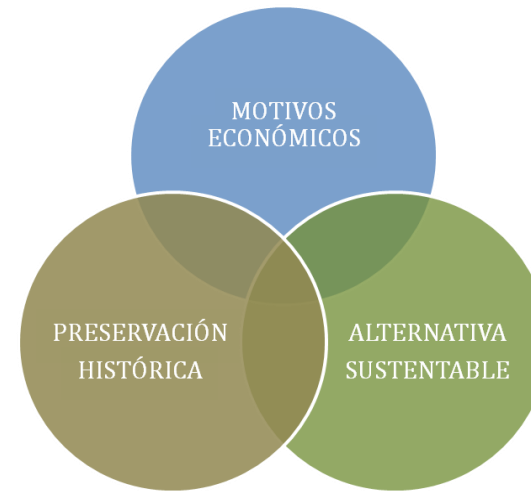 MOTIVOS
ECONÓMICOS
PRESERVACIÓN
HISTÓRICA
ALTERNATIVA
SUSTENTABLE